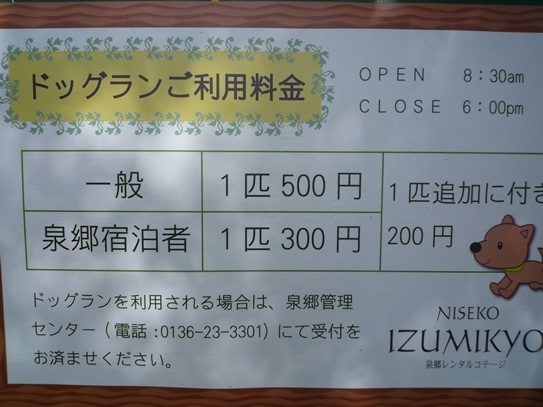 ドッグランご利用料金
OPEN 8:30am
CLOSE 6:00pm
一般 1匹500円
泉郷宿泊者 1匹300円
1匹追加に付き
200円
ドッグランを利用される場合は、泉郷管理
センター(電話:0136-23-3301)にて受付を
お済ませください。
NISEKO
IZUMIKYO
泉郷レンタルコテージ